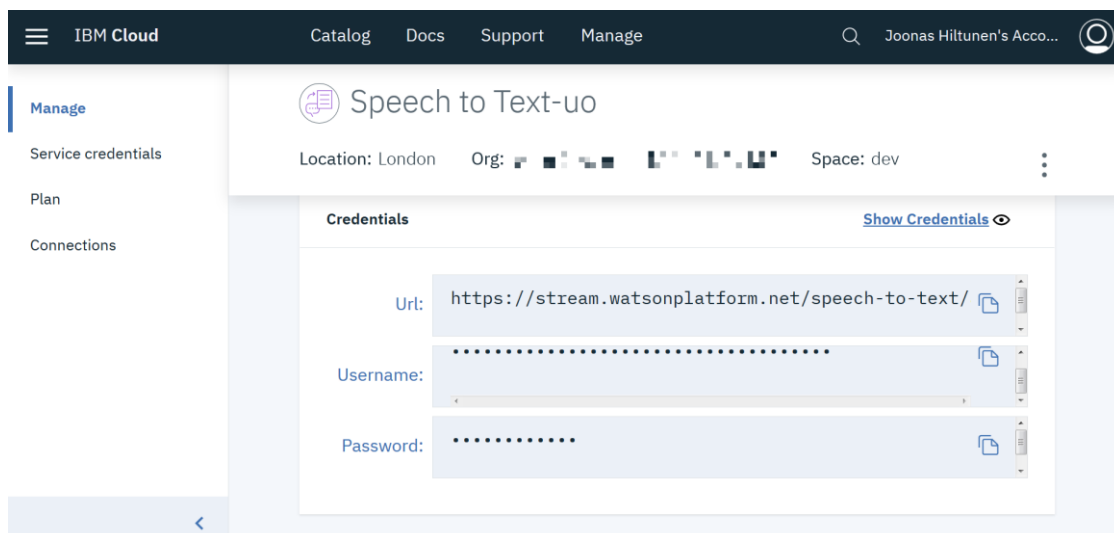 IBM Cloud Catalog Docs Support Manage Joonas Hiltunen's Acco...
Manage
Service credentials
Plan
Connections
Speech to Text-uo
Location: London Org: Space: dev
Credentials Show Credentials
Url: https://stream.watsonplatform.net/speech-to-text/
Username: ••••••••••••••••••••••••••••••••••••
Password: ••••••••••••